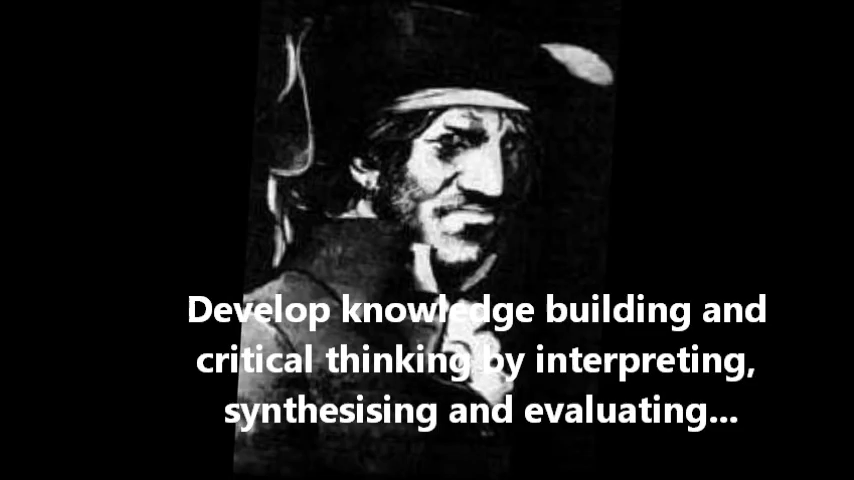 Develop knowledge building and
critical thinking by interpreting,
synthesising and evaluating...